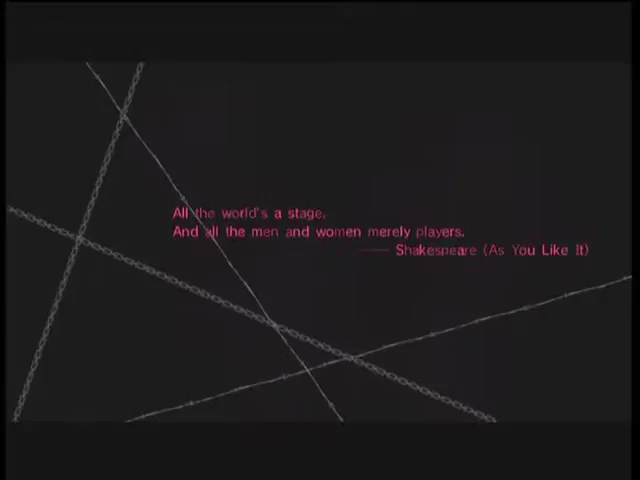 All the world's a stage,
And all the men and women merely players.
—— Shakespeare (As You Like It)